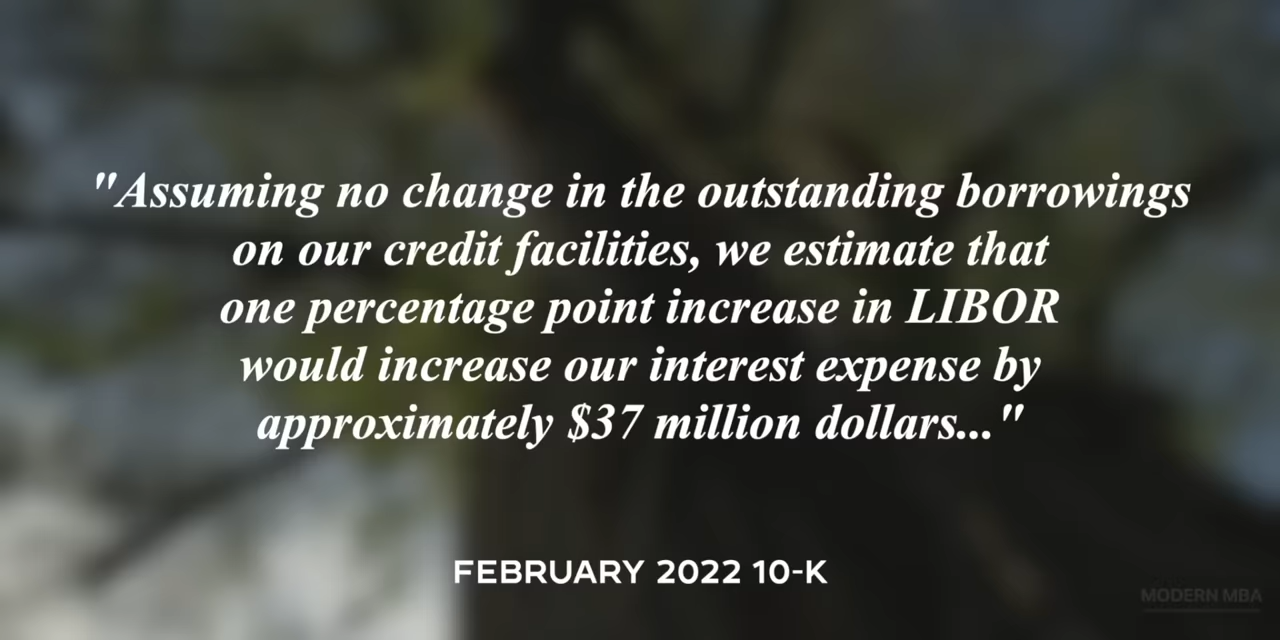 "Assuming no change in the outstanding borrowings
on our credit facilities, we estimate that
one percentage point increase in LIBOR
would increase our interest expense by
approximately $37 million dollars..."
FEBRUARY 2022 10-K
MODERN MBA